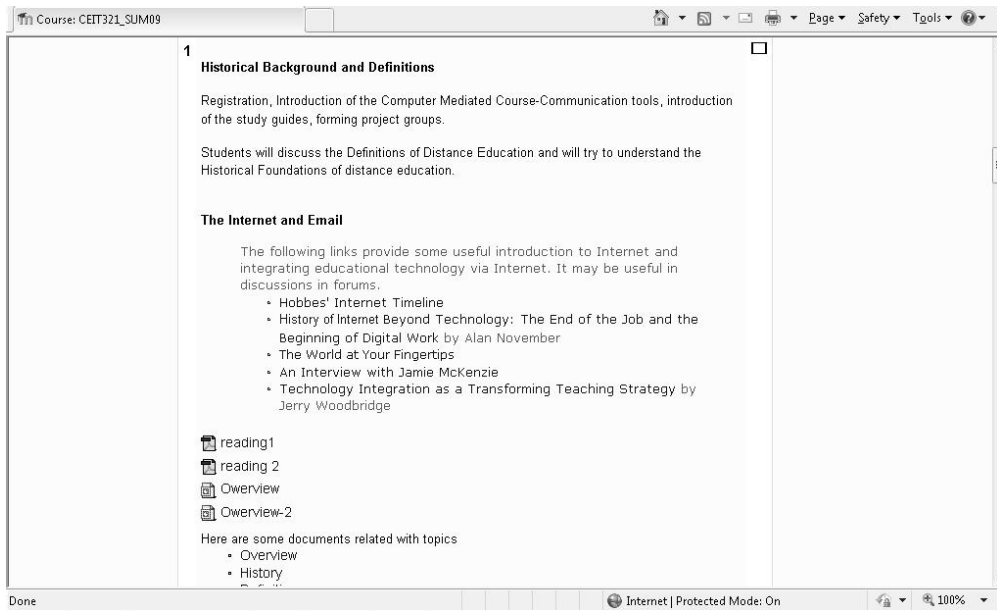 Course: CEIT321_SUM09
Page
Safety
Tools
1
Historical Background and Definitions
Registration, Introduction of the Computer Mediated Course-Communication tools, introduction
of the study guides, forming project groups.
Students will discuss the Definitions of Distance Education and will try to understand the
Historical Foundations of distance education.
The Internet and Email
The following links provide some useful introduction to Internet and
integrating educational technology via Internet. It may be useful in
discussions in forums.
Hobbes' Internet Timeline
History of Internet Beyond Technology: The End of the Job and the
Beginning of Digital Work by Alan November
The World at Your Fingertips
An Interview with Jamie McKenzie
Technology Integration as a Transforming Teaching Strategy by
Jerry Woodbridge
reading1
reading 2
Owerview
Owerview-2
Here are some documents related with topics
Overview
History
Done
Internet | Protected Mode: On
100%